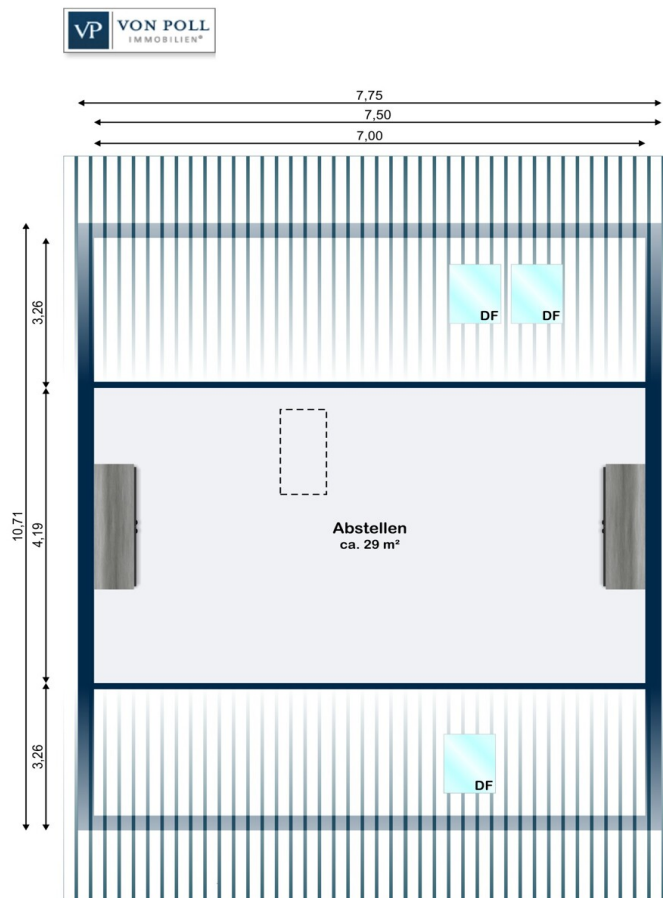 VP VON POLL
IMMOBILIEN®
7,75
7,50
7,00
3,26
DF DF
10,71
4,19
Abstellen
ca. 29 m²
3,26
DF